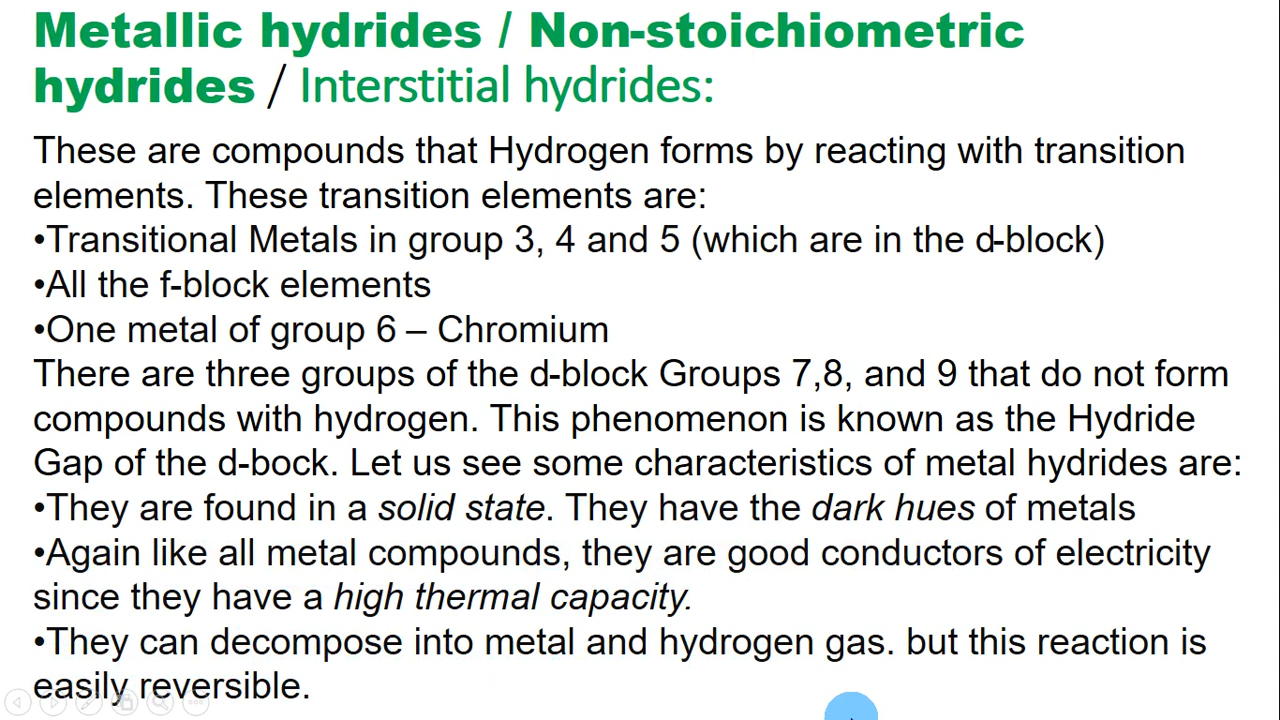 Metallic hydrides / Non-stoichiometric
hydrides / Interstitial hydrides:
These are compounds that Hydrogen forms by reacting with transition
elements. These transition elements are:
•Transitional Metals in group 3, 4 and 5 (which are in the d-block)
•All the f-block elements
•One metal of group 6 – Chromium
There are three groups of the d-block Groups 7,8, and 9 that do not form
compounds with hydrogen. This phenomenon is known as the Hydride
Gap of the d-bock. Let us see some characteristics of metal hydrides are:
•They are found in a solid state. They have the dark hues of metals
•Again like all metal compounds, they are good conductors of electricity
since they have a high thermal capacity.
•They can decompose into metal and hydrogen gas. but this reaction is
easily reversible.